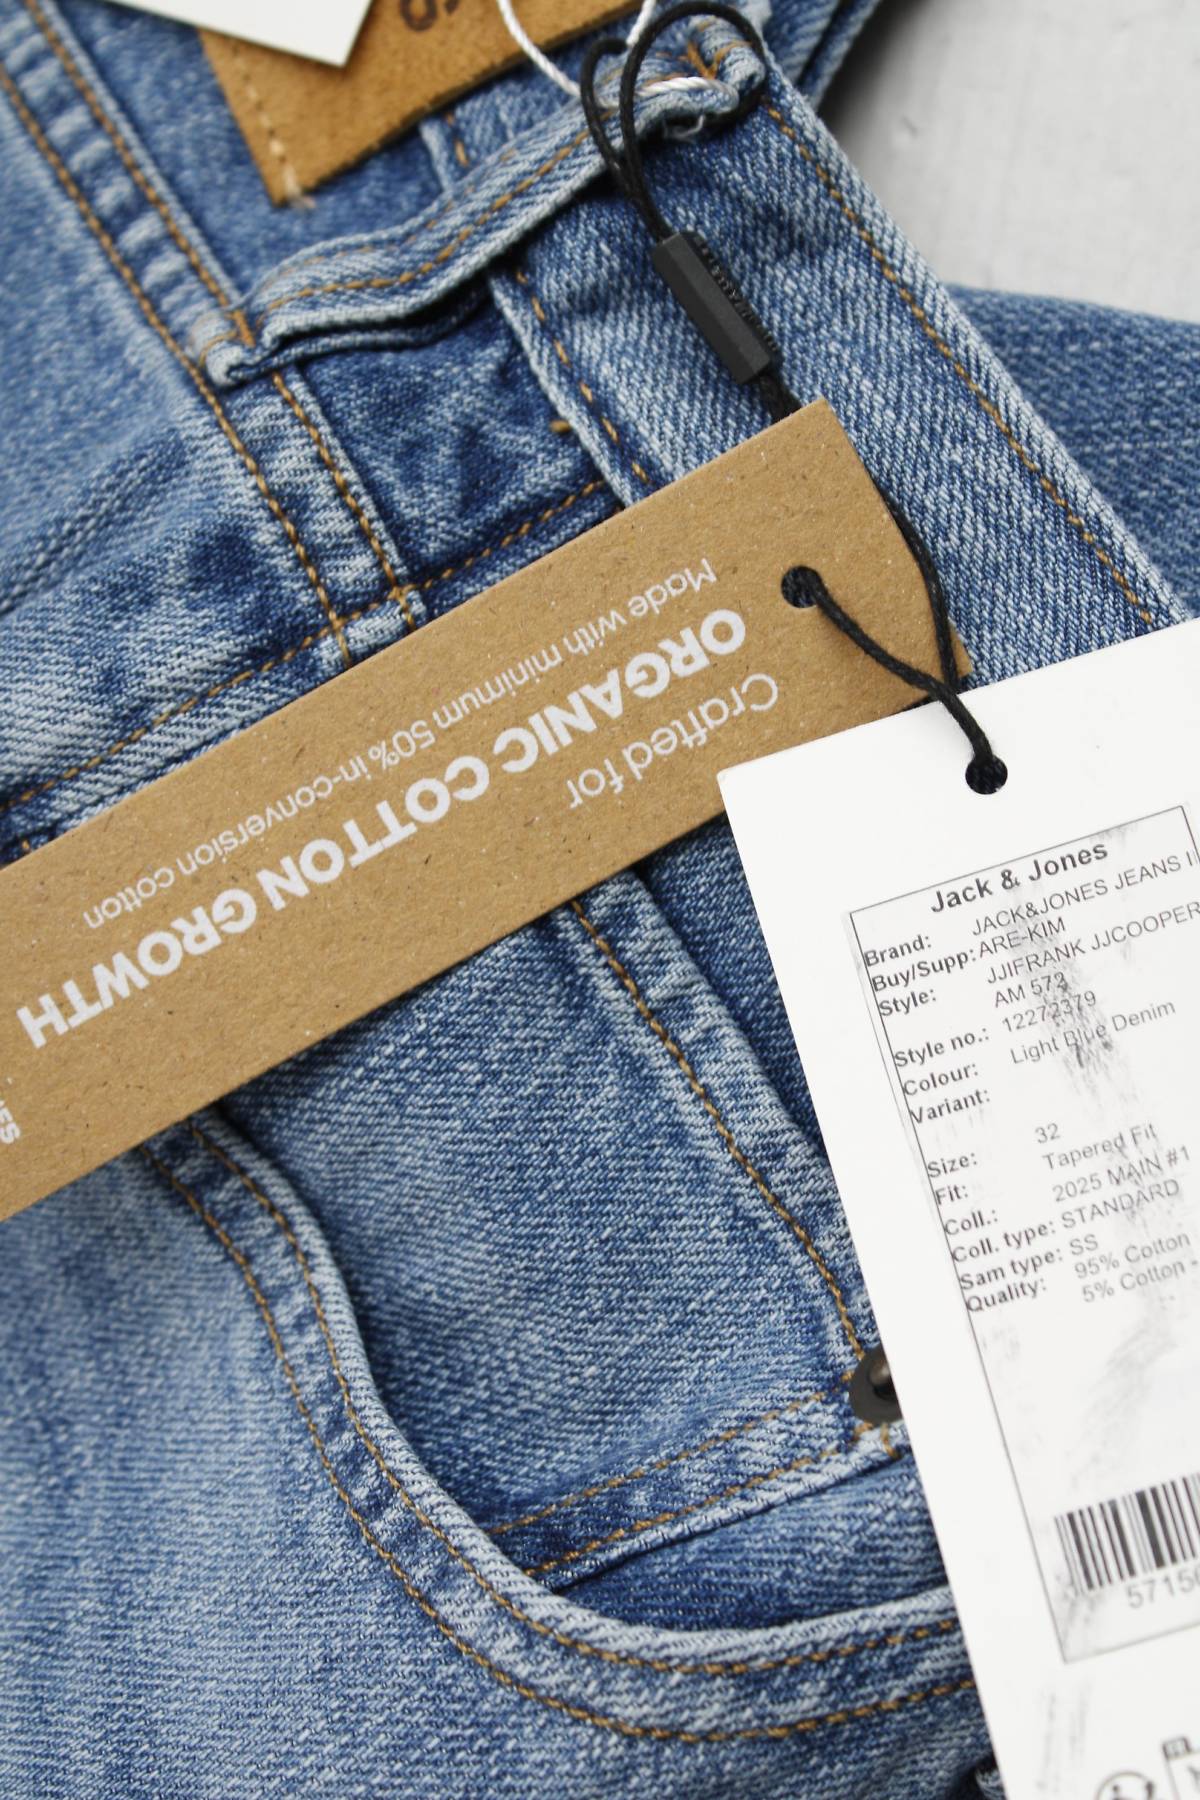 Crafted for
ORGANIC COTTON GROWTH
Made with minimum 50% in-conversion cotton
Jack & Jones
Brand: JACK&JONES JEANS
Buy/Supp: ARE-KIM
Style: JJIFRANK JJCOOPER
AM 573
Style no.: 12272379
Colour: Light Blue Denim
Variant:
Size: 32
Fit: Tapered Fit
Coll.: 2025 MAIN #1
Coll. type: STANDARD
Sam type: SS
Quality: 95% Cotton
5% Cotton -
5715